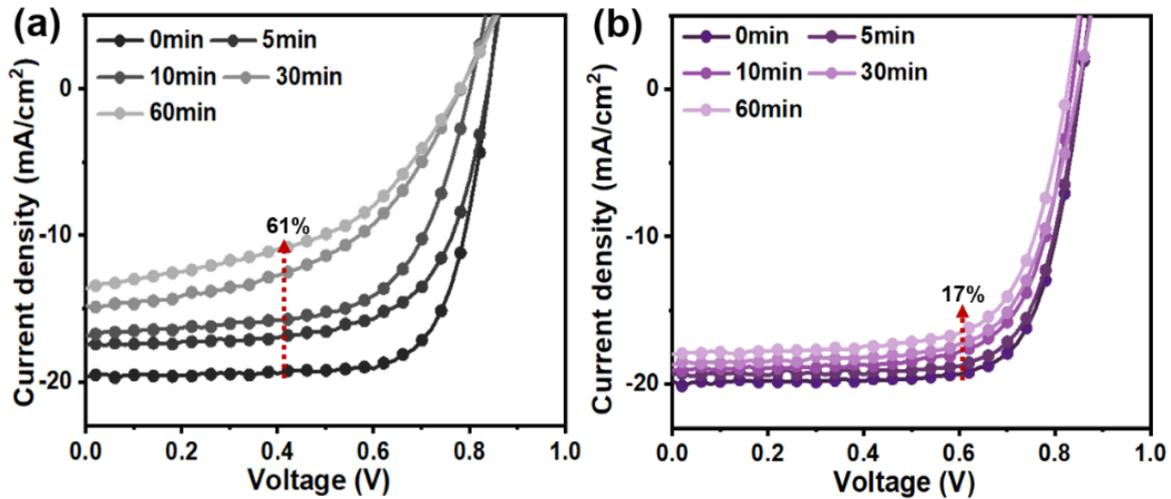 (a)
0min 5min
10min 30min
60min
61%
Current density (mA/cm²)
0
-10
-20
0.0 0.2 0.4 0.6 0.8 1.0
Voltage (V)
(b)
0min 5min
10min 30min
60min
17%
Current density (mA/cm²)
0
-10
-20
0.0 0.2 0.4 0.6 0.8 1.0
Voltage (V)